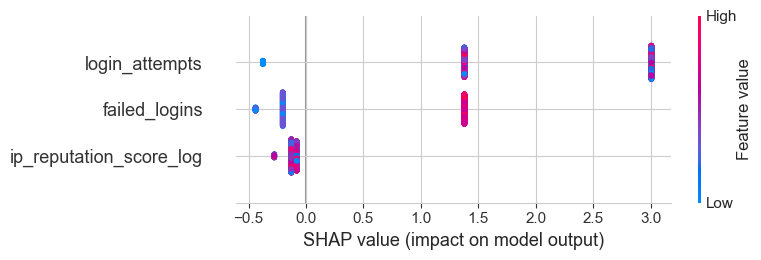 High
login_attempts
failed_logins
ip_reputation_score_log
Feature value
Low
−0.5 0.0 0.5 1.0 1.5 2.0 2.5 3.0
SHAP value (impact on model output)